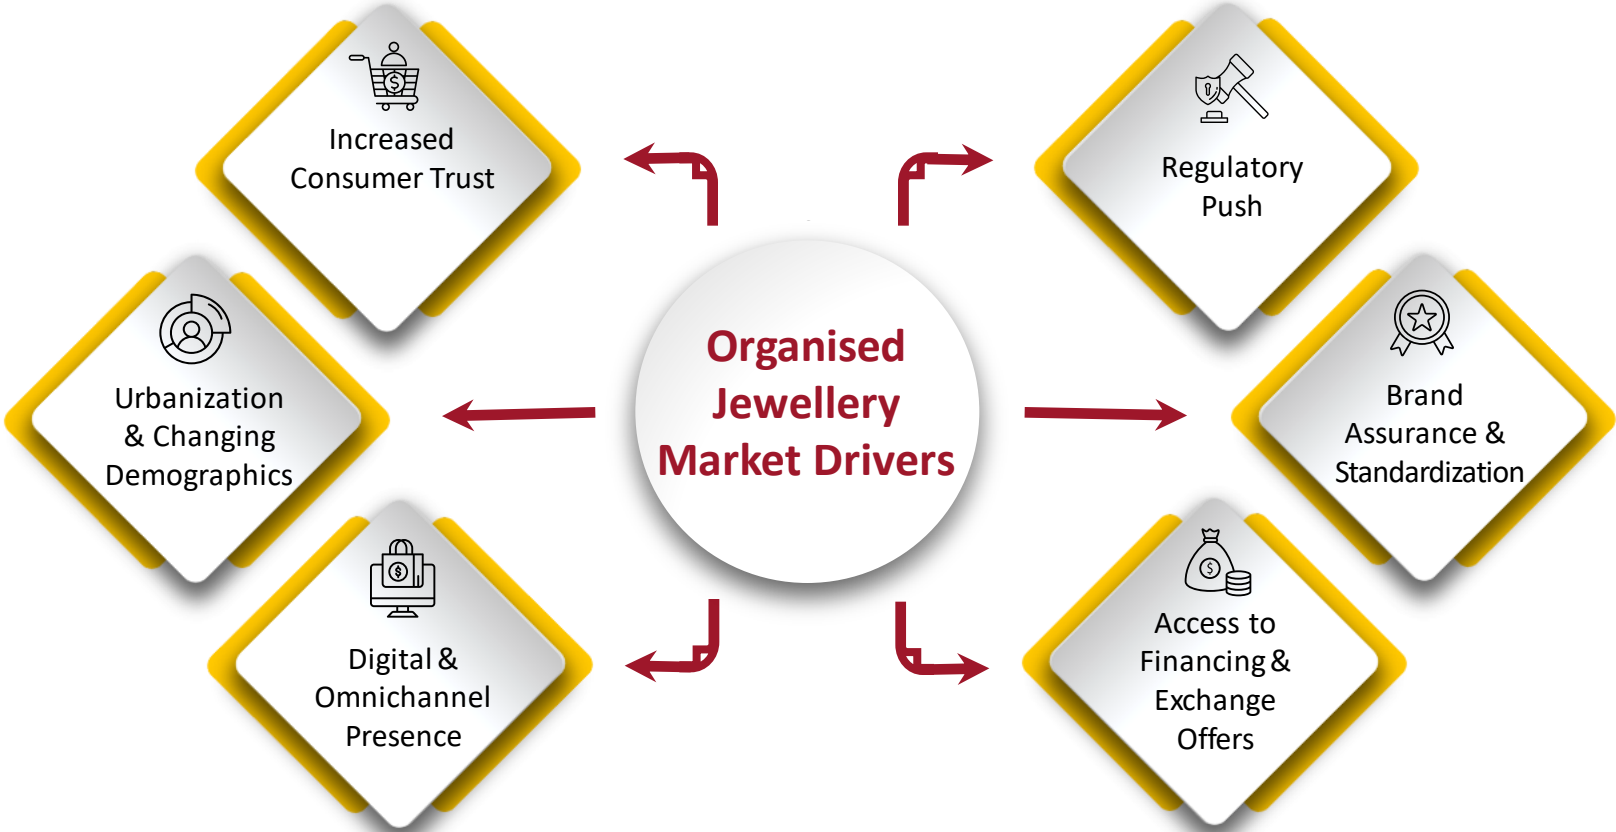 Increased
Consumer Trust
Regulatory
Push
Urbanization
& Changing
Demographics
Organised
Jewellery
Market Drivers
Brand
Assurance &
Standardization
Digital &
Omnichannel
Presence
Access to
Financing &
Exchange
Offers